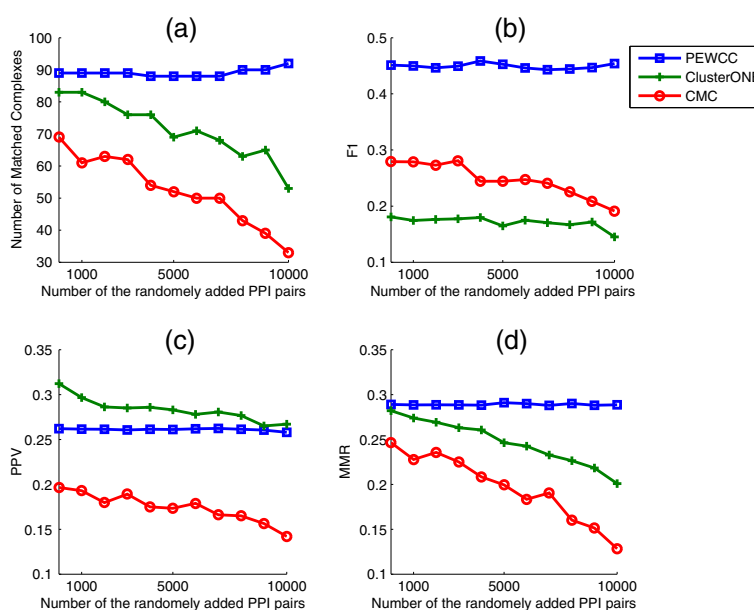 (a)
100
90
80
70
60
50
40
30
Number of Matched Complexes
1000
5000
10000
Number of the randomely added PPI pairs
(b)
0.5
0.4
0.3
0.2
0.1
F1
1000
5000
10000
Number of the randomely added PPI pairs
PEWCC
ClusterONE
CMC
(c)
0.35
0.3
0.25
0.2
0.15
0.1
PPV
1000
5000
10000
Number of the randomely added PPI pairs
(d)
0.35
0.3
0.25
0.2
0.15
0.1
MMR
1000
5000
10000
Number of the randomely added PPI pairs